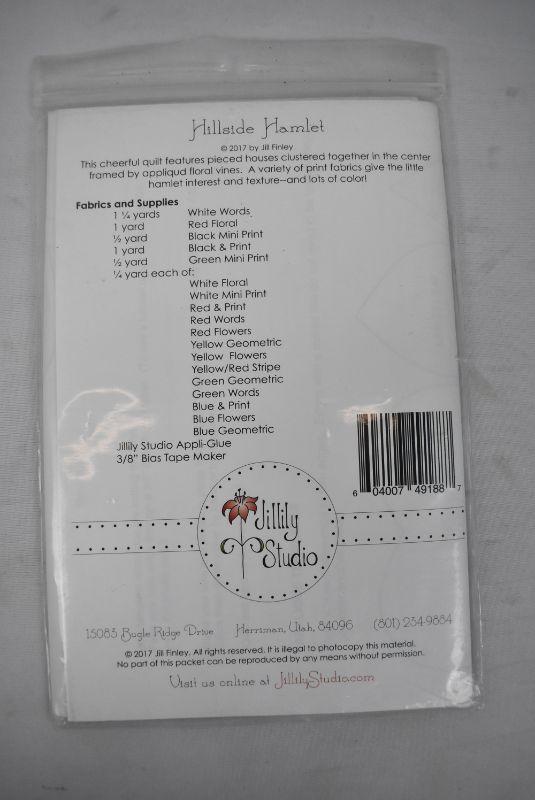 Hillside Hamlet
© 2017 by Jill Finley
This cheerful quilt features pieced houses clustered together in the center
framed by appliqud floral vines. A variety of print fabrics give the little
hamlet interest and texture--and lots of color!
Fabrics and Supplies
1 ¼ yards White Words
1 yard Red Floral
½ yard Black Mini Print
1 yard Black & Print
½ yard Green Mini Print
¼ yard each of:
White Floral
White Mini Print
Red & Print
Red Words
Red Flowers
Yellow Geometric
Yellow Flowers
Yellow/Red Stripe
Green Geometric
Green Words
Blue & Print
Blue Flowers
Blue Geometric
Jillily Studio Appli-Glue
3/8" Bias Tape Maker
6 04007 49188 7
Jillily
Studio
15083 Bugle Ridge Drive Herriman, Utah, 84096 (801) 234-9884
© 2017 Jill Finley. All rights reserved. It is illegal to photocopy this material.
No part of this packet can be reproduced by any means without permission.
Visit us online at JillilyStudio.com